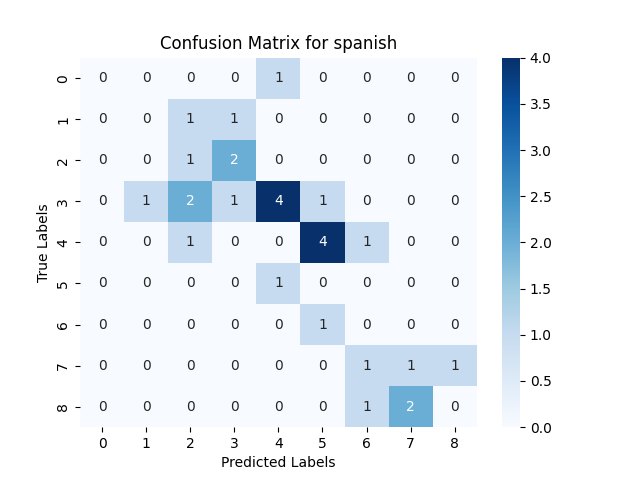 Confusion Matrix for spanish
True Labels
0 0 0 0 0 1 0 0 0 0
1 0 0 1 1 0 0 0 0 0
2 0 0 1 2 0 0 0 0 0
3 0 1 2 1 4 1 0 0 0
4 0 0 1 0 0 4 1 0 0
5 0 0 0 0 1 0 0 0 0
6 0 0 0 0 0 1 0 0 0
7 0 0 0 0 0 0 1 1 1
8 0 0 0 0 0 0 1 2 0
0 1 2 3 4 5 6 7 8
Predicted Labels
4.0
3.5
3.0
2.5
2.0
1.5
1.0
0.5
0.0